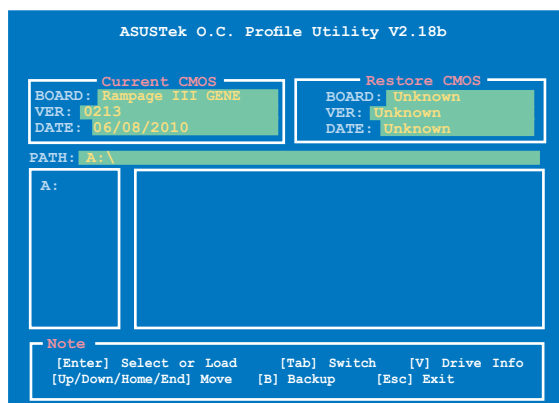 ASUSTek O.C. Profile Utility V2.18b
Current CMOS
BOARD: Rampage III GENE
VER: 0213
DATE: 06/08/2010
Restore CMOS
BOARD: Unknown
VER: Unknown
DATE: Unknown
PATH: A:\
A:
Note
[Enter] Select or Load [Tab] Switch [V] Drive Info
[Up/Down/Home/End] Move [B] Backup [Esc] Exit